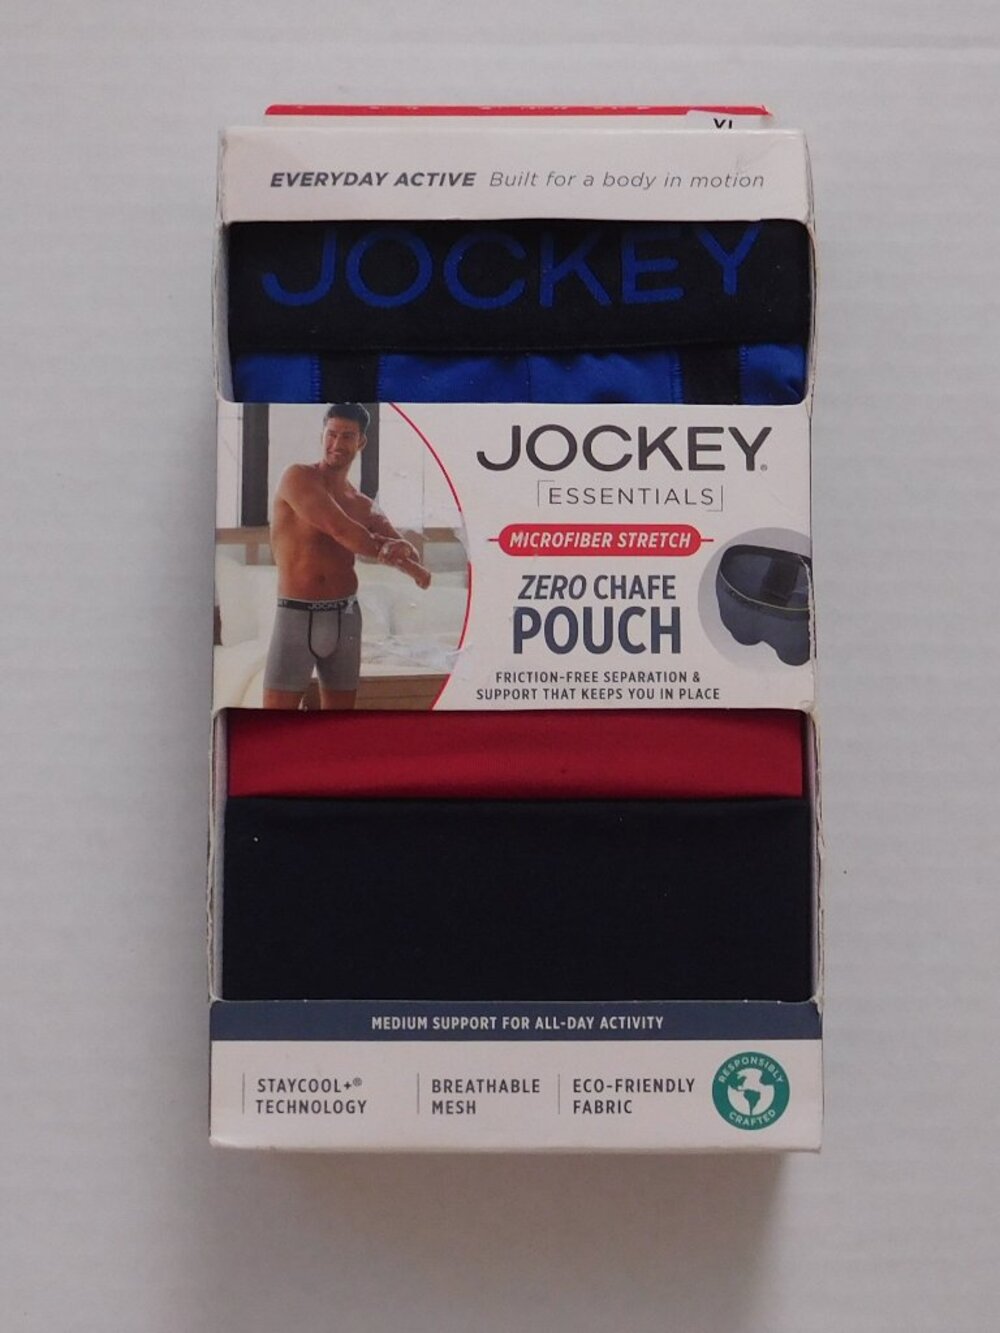 XL
EVERYDAY ACTIVE Built for a body in motion
JOCKEY
JOCKEY®
ESSENTIALS
MICROFIBER STRETCH
ZERO CHAFE
POUCH
FRICTION-FREE SEPARATION &
SUPPORT THAT KEEPS YOU IN PLACE
JOCKEY
MEDIUM SUPPORT FOR ALL-DAY ACTIVITY
STAYCOOL+®
TECHNOLOGY
BREATHABLE
MESH
ECO-FRIENDLY
FABRIC
RESPONSIBLY
CRAFTED